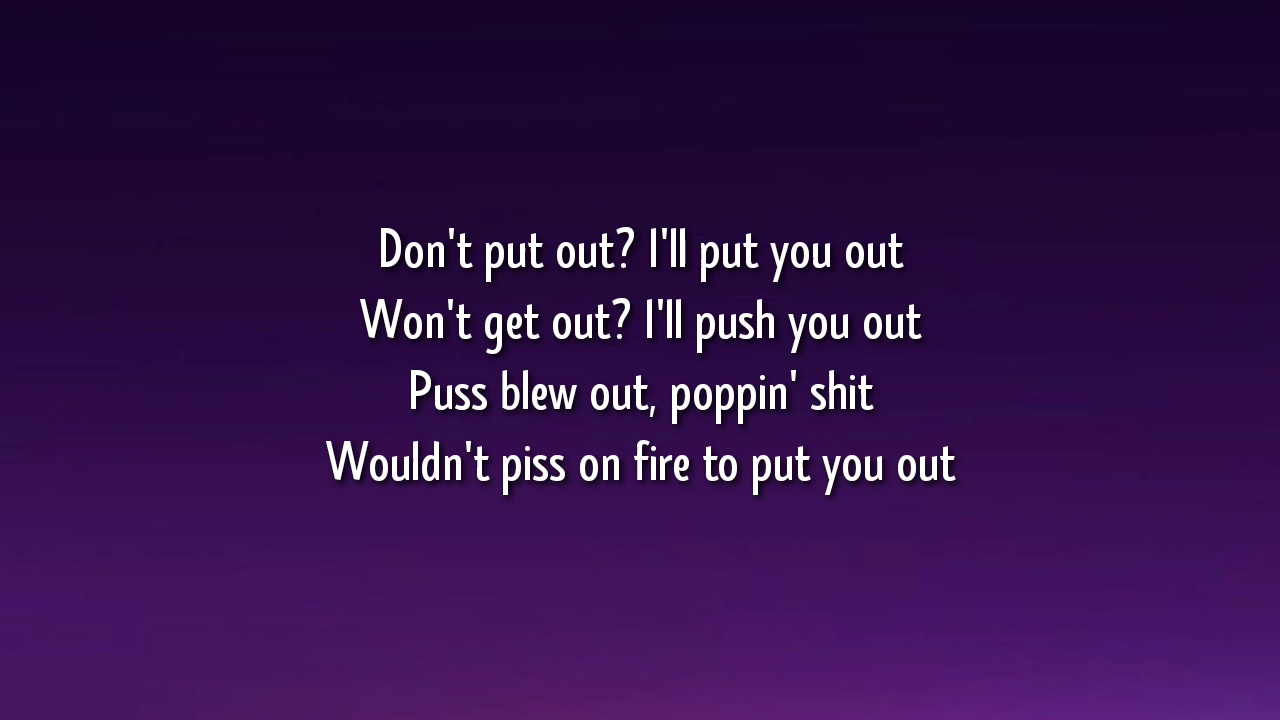 Don't put out? I'll put you out
Won't get out? I'll push you out
Puss blew out, poppin' shit
Wouldn't piss on fire to put you out